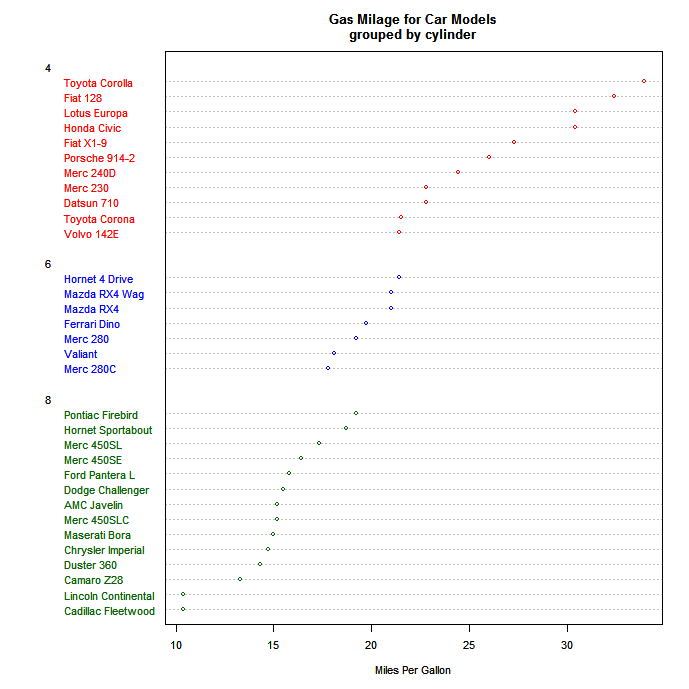 Gas Milage for Car Models
grouped by cylinder
4
Toyota Corolla
Fiat 128
Lotus Europa
Honda Civic
Fiat X1-9
Porsche 914-2
Merc 240D
Merc 230
Datsun 710
Toyota Corona
Volvo 142E
6
Hornet 4 Drive
Mazda RX4 Wag
Mazda RX4
Ferrari Dino
Merc 280
Valiant
Merc 280C
8
Pontiac Firebird
Hornet Sportabout
Merc 450SL
Merc 450SE
Ford Pantera L
Dodge Challenger
AMC Javelin
Merc 450SLC
Maserati Bora
Chrysler Imperial
Duster 360
Camaro Z28
Lincoln Continental
Cadillac Fleetwood
10 15 20 25 30
Miles Per Gallon